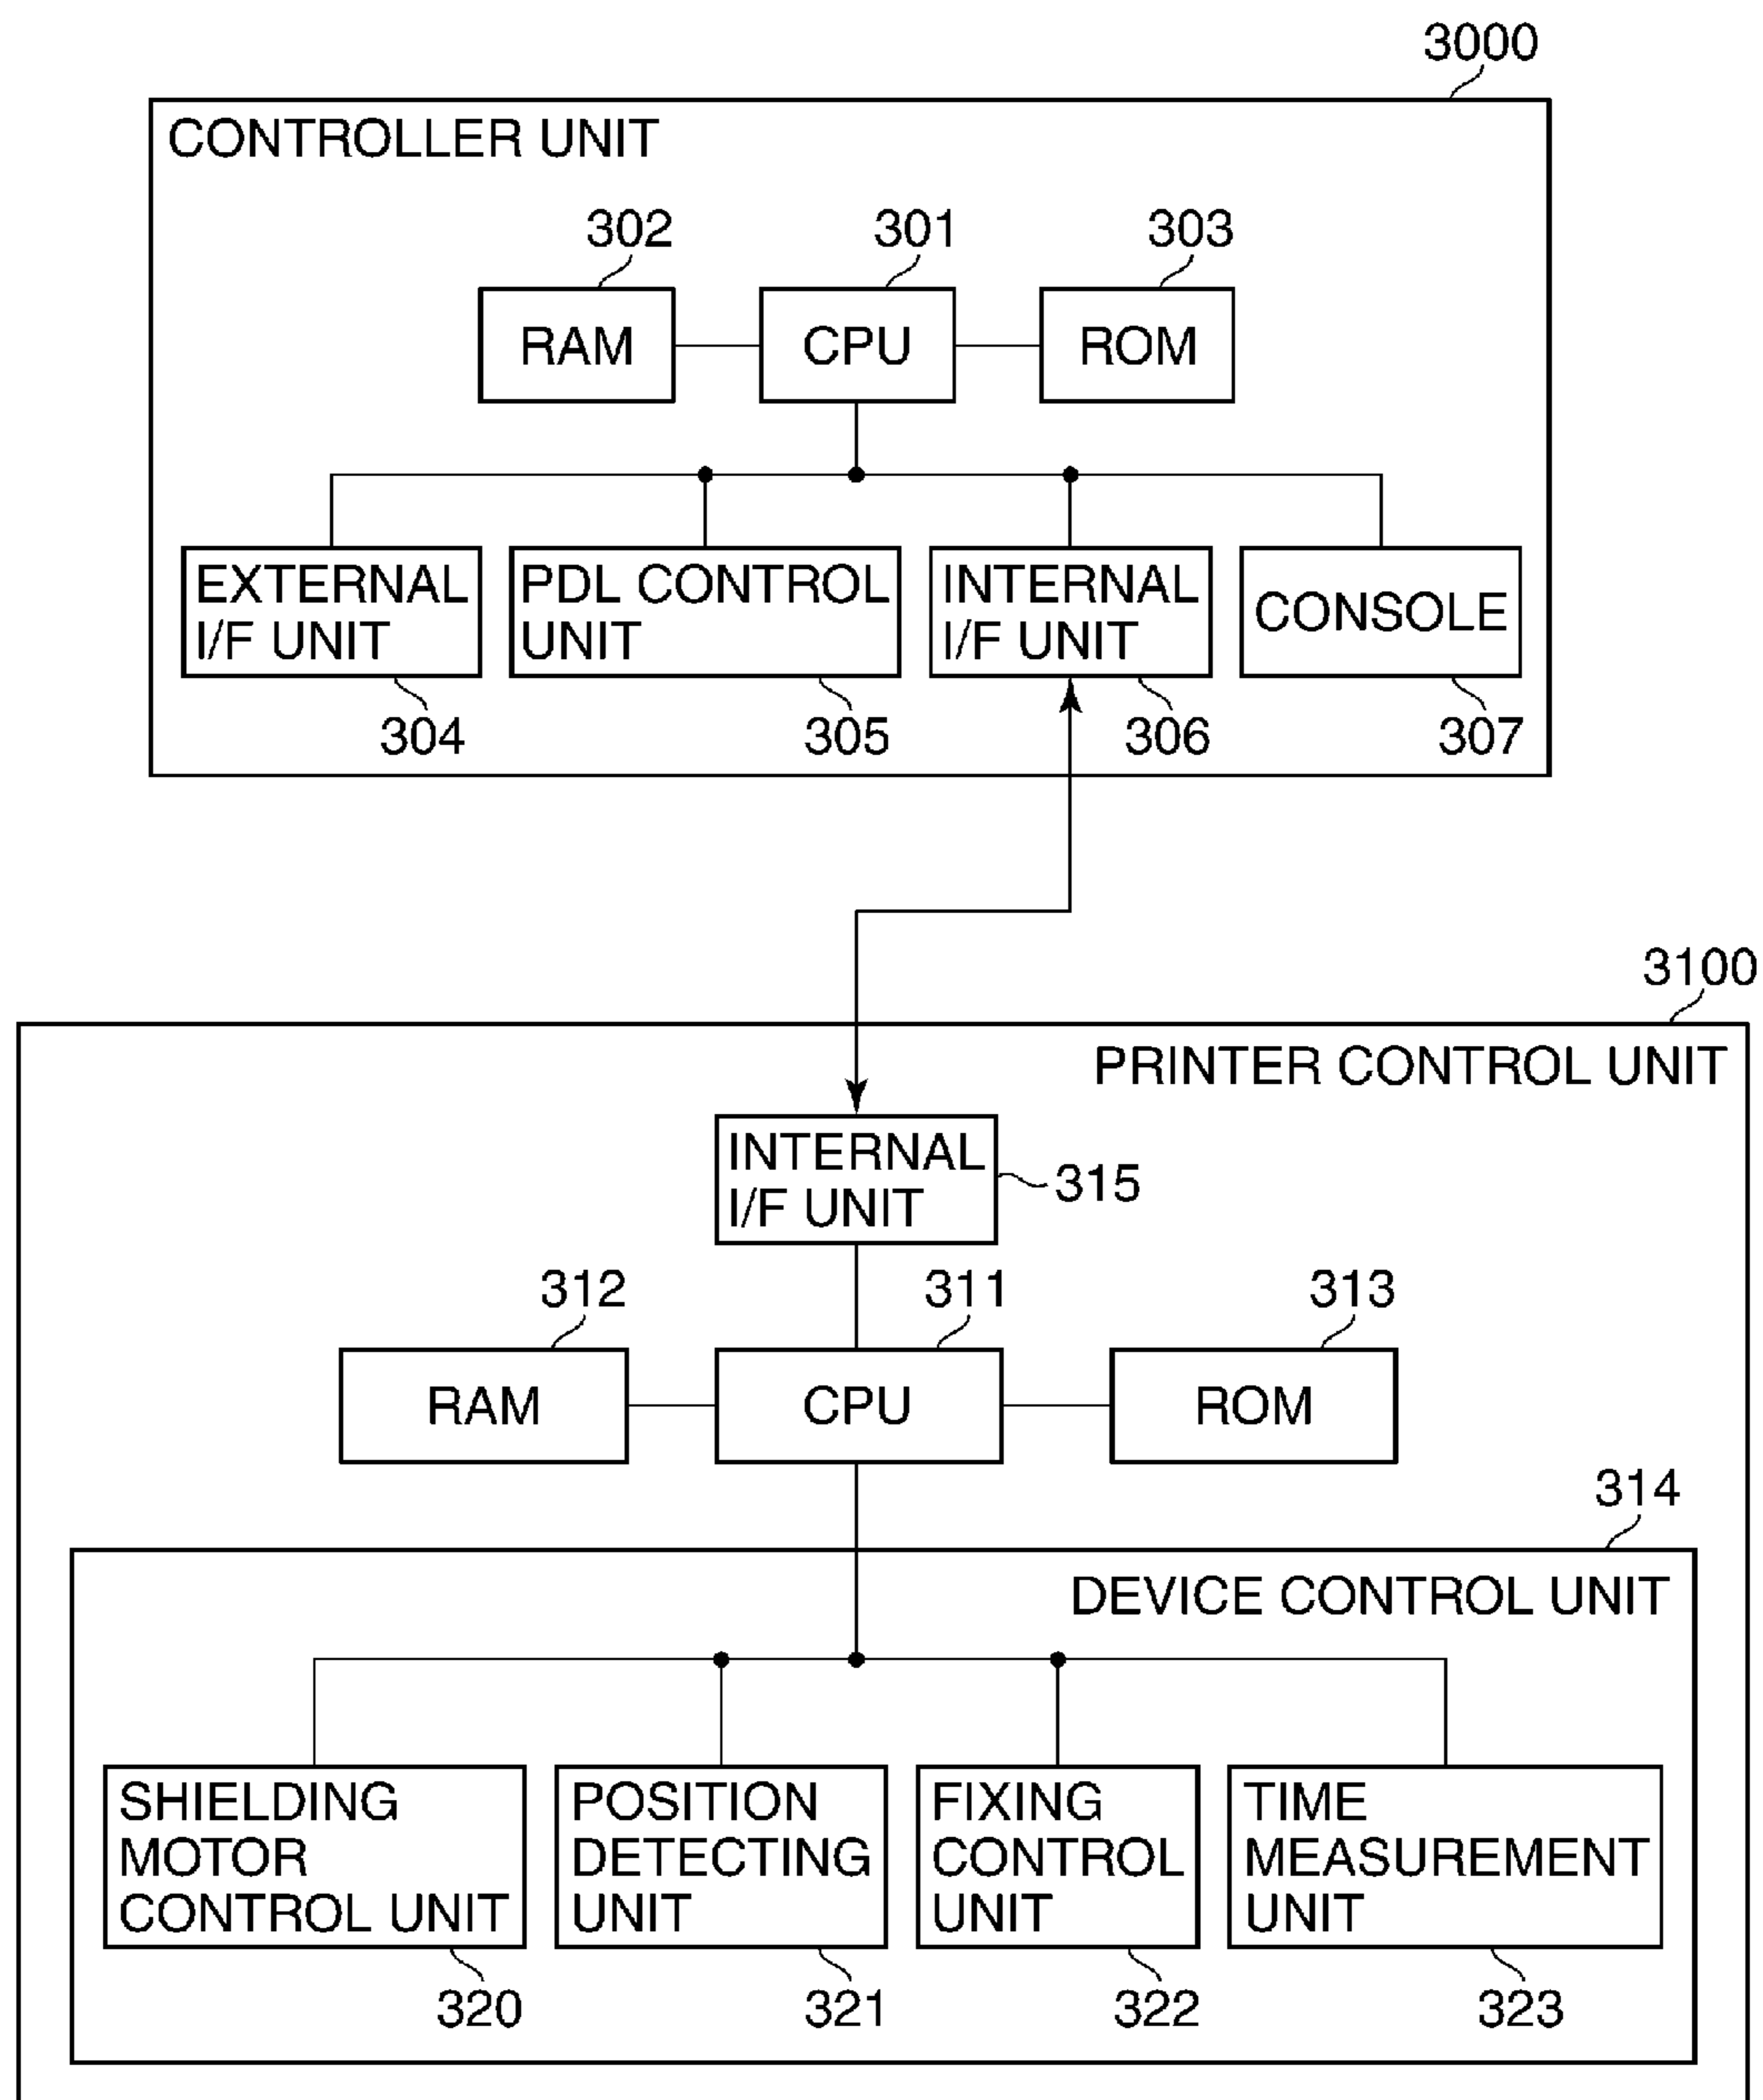 3000
CONTROLLER UNIT
302
301
303
RAM
CPU
ROM
EXTERNAL
I/F UNIT
PDL CONTROL
UNIT
INTERNAL
I/F UNIT
CONSOLE
304
305
306
307
3100
PRINTER CONTROL UNIT
INTERNAL
I/F UNIT
315
312
311
313
RAM
CPU
ROM
314
DEVICE CONTROL UNIT
SHIELDING
MOTOR
CONTROL UNIT
POSITION
DETECTING
UNIT
FIXING
CONTROL
UNIT
TIME
MEASUREMENT
UNIT
320
321
322
323